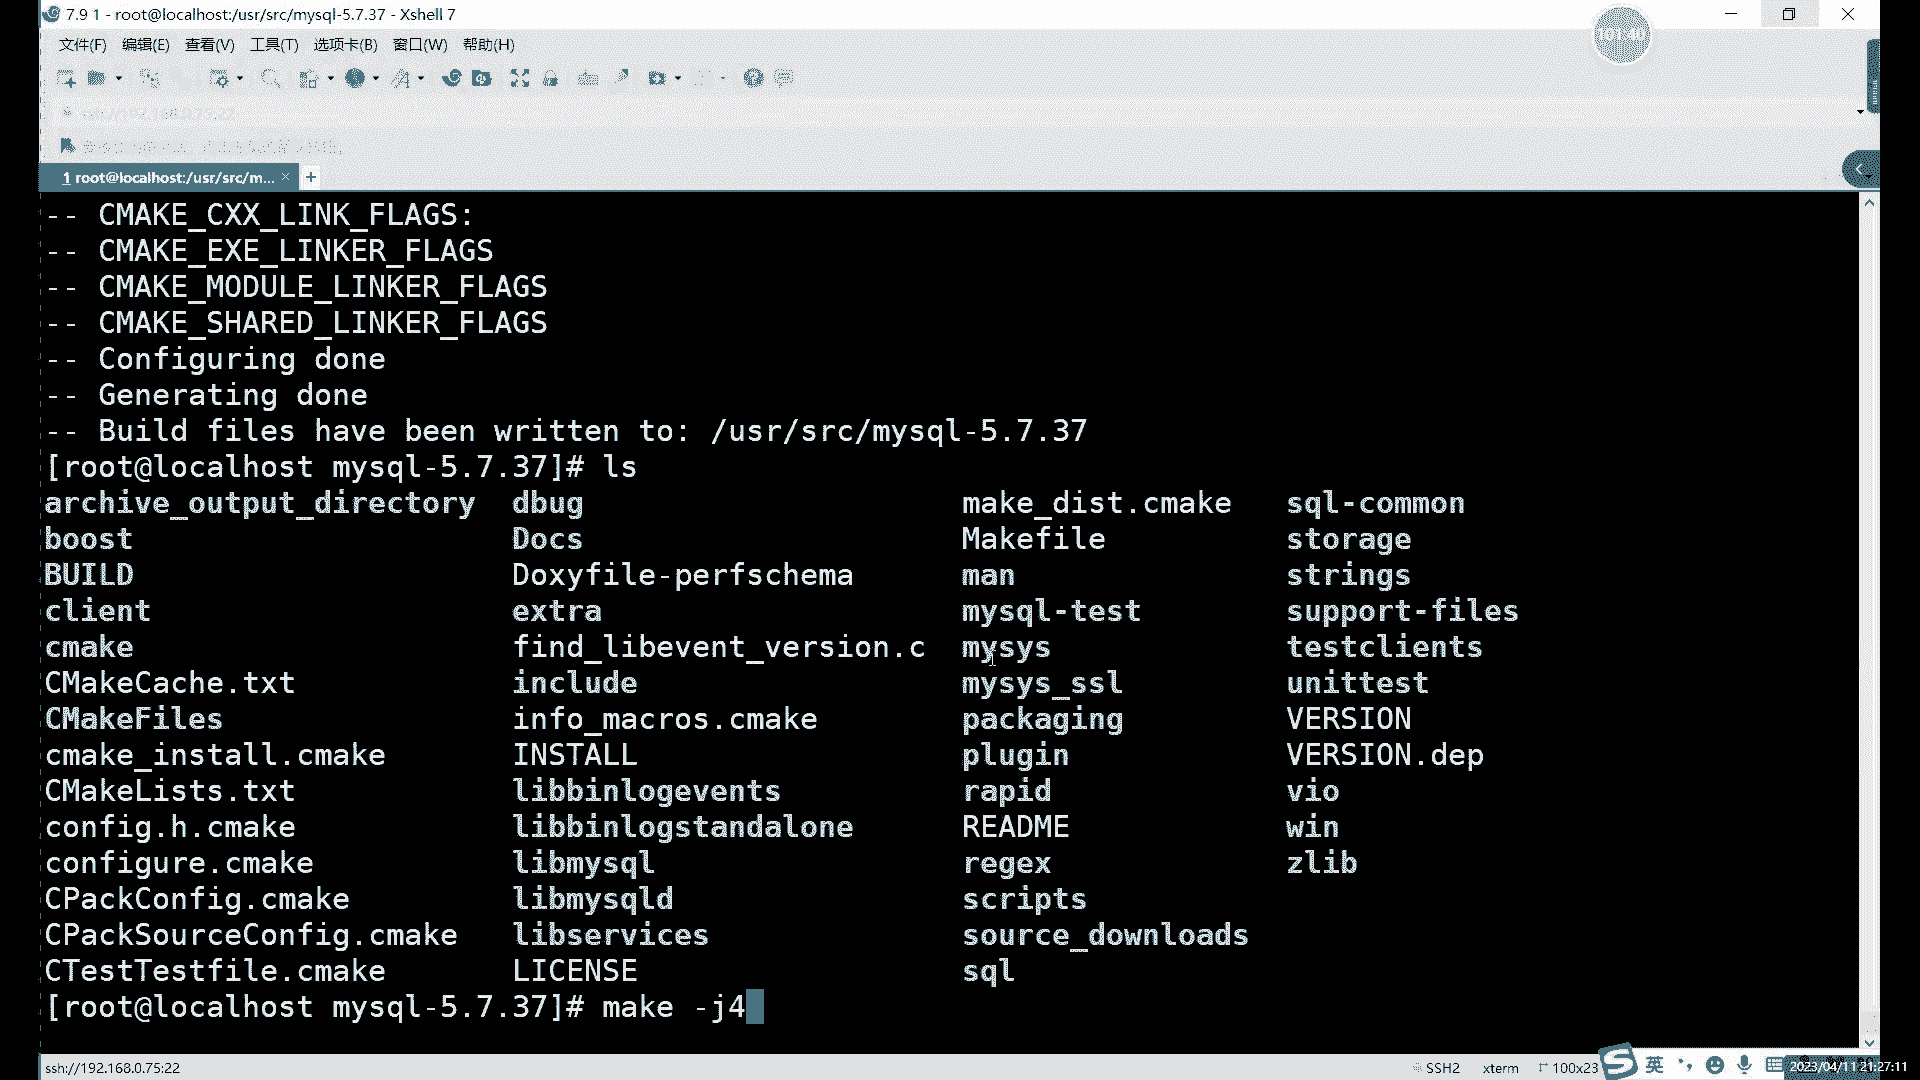 7.9 1 - root@localhost:/usr/src/mysql-5.7.37 - Xshell 7
文件(F) 编辑(E) 查看(V) 工具(T) 选项卡(B) 窗口(W) 帮助(H)
101:40
ssh://192.168.0.75:22
1 root@localhost:/usr/src/m... × +
-- CMAKE_CXX_LINK_FLAGS:
-- CMAKE_EXE_LINKER_FLAGS
-- CMAKE_MODULE_LINKER_FLAGS
-- CMAKE_SHARED_LINKER_FLAGS
-- Configuring done
-- Generating done
-- Build files have been written to: /usr/src/mysql-5.7.37
[root@localhost mysql-5.7.37]# ls
archive_output_directory dbug make_dist.cmake sql-common
boost Docs Makefile storage
BUILD Doxyfile-perfschema man strings
client extra mysql-test support-files
cmake find_libevent_version.c mysys testclients
CMakeCache.txt include mysys_ssl unittest
CMakeFiles info_macros.cmake packaging VERSION
cmake_install.cmake INSTALL plugin VERSION.dep
CMakeLists.txt libbinlogevents rapid vio
config.h.cmake libbinlogstandalone README win
configure.cmake libmysql regex zlib
CPackConfig.cmake libmysqld scripts
CPackSourceConfig.cmake libservices source_downloads
CTestTestfile.cmake LICENSE sql
[root@localhost mysql-5.7.37]# make -j4
ssh://192.168.0.75:22 SSH2 xterm 100x23 英 2023/04/11 21:27:11